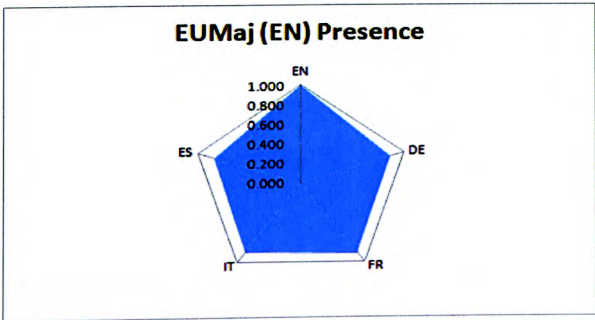 EUMaj (EN) Presence
EN
1.000
0.800
0.600
0.400
0.200
0.000
ES
DE
IT
FR